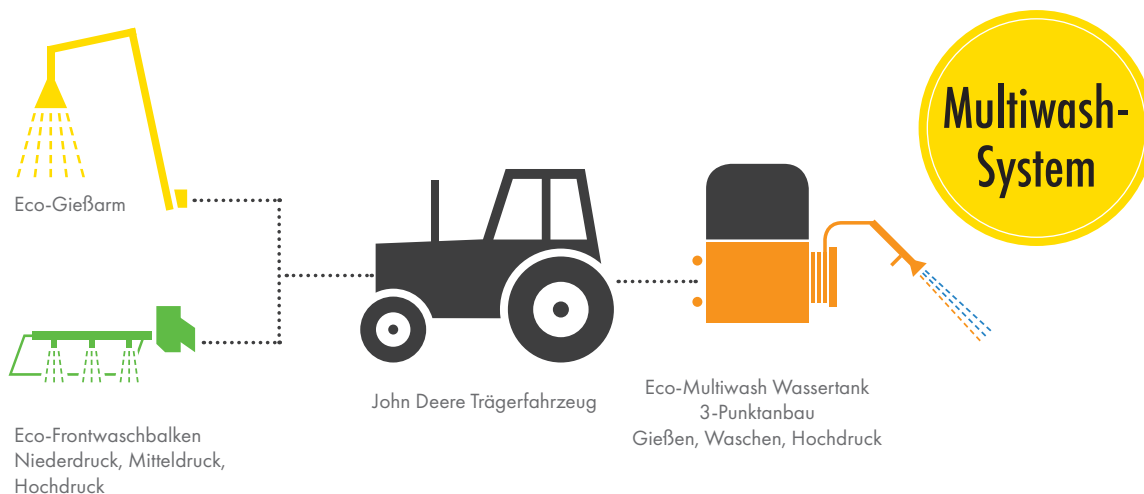 Multiwash-
System
Eco-Gießarm
John Deere Trägerfahrzeug
Eco-Multiwash Wassertank
3-Punktanbau
Gießen, Waschen, Hochdruck
Eco-Frontwaschbalken
Niederdruck, Mitteldruck,
Hochdruck